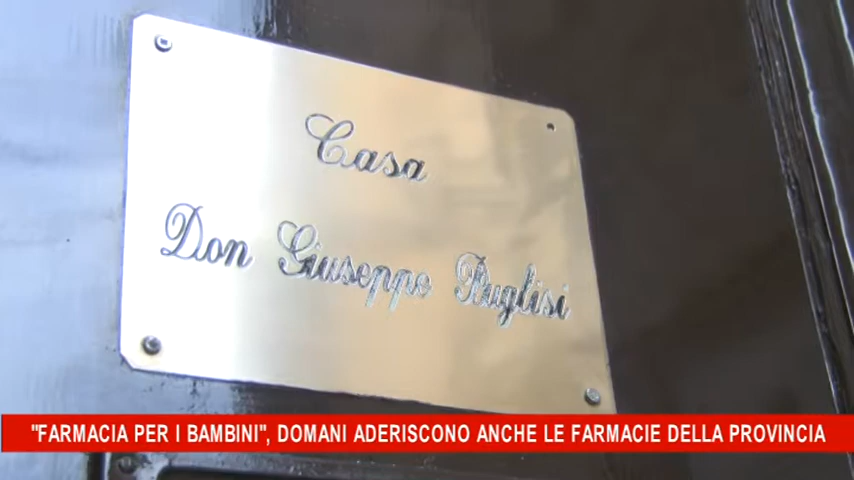 Casa
Don Giuseppe Puglisi
"FARMACIA PER I BAMBINI", DOMANI ADERISCONO ANCHE LE FARMACIE DELLA PROVINCIA